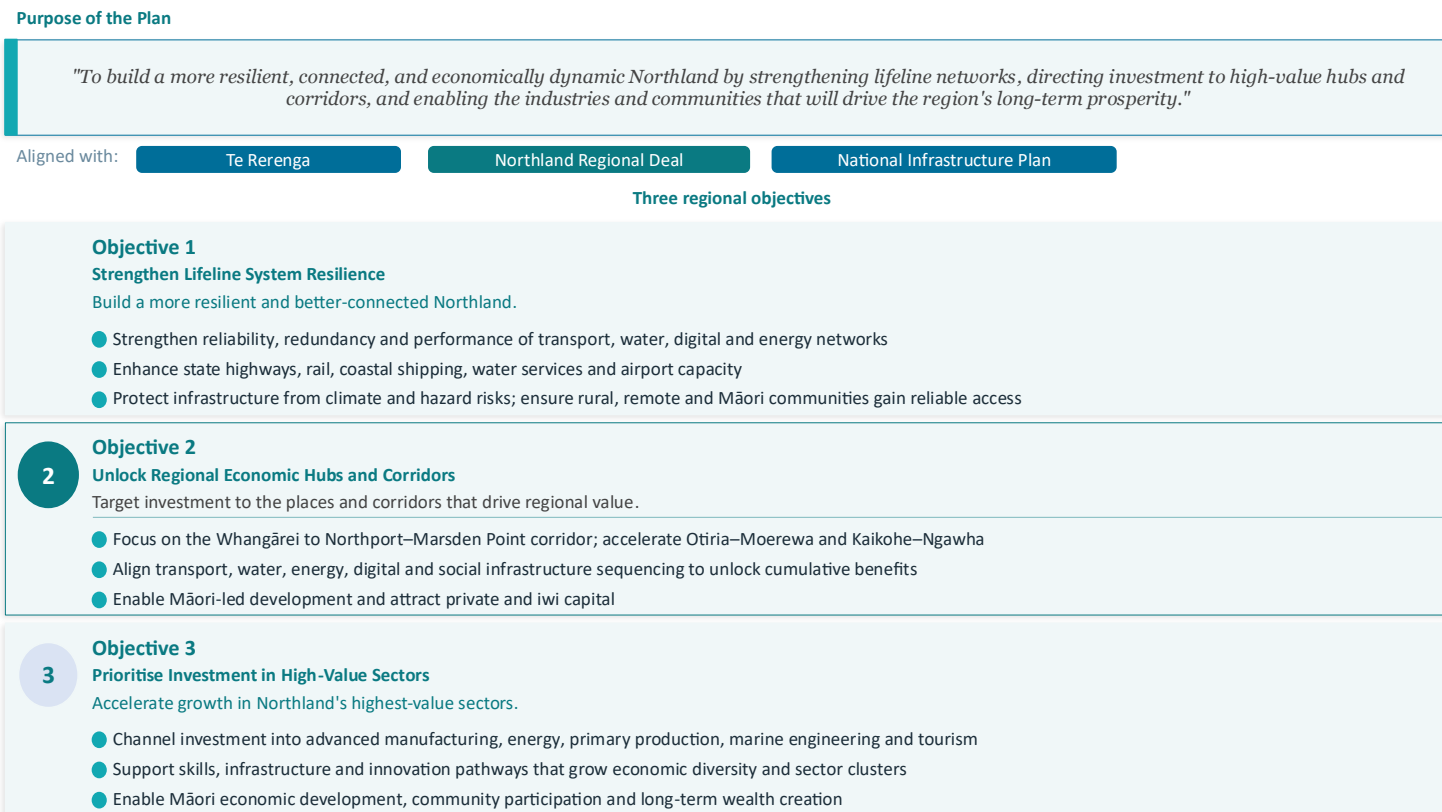 Purpose of the Plan
"To build a more resilient, connected, and economically dynamic Northland by strengthening lifeline networks, directing investment to high-value hubs and
corridors, and enabling the industries and communities that will drive the region's long-term prosperity."
Aligned with: Te Rerenga Northland Regional Deal National Infrastructure Plan
Three regional objectives
Objective 1
Strengthen Lifeline System Resilience
Build a more resilient and better-connected Northland.
Strengthen reliability, redundancy and performance of transport, water, digital and energy networks
Enhance state highways, rail, coastal shipping, water services and airport capacity
Protect infrastructure from climate and hazard risks; ensure rural, remote and Māori communities gain reliable access
2
Objective 2
Unlock Regional Economic Hubs and Corridors
Target investment to the places and corridors that drive regional value.
Focus on the Whangārei to Northport–Marsden Point corridor; accelerate Otiria–Moerewa and Kaikohe–Ngawha
Align transport, water, energy, digital and social infrastructure sequencing to unlock cumulative benefits
Enable Māori-led development and attract private and iwi capital
3
Objective 3
Prioritise Investment in High-Value Sectors
Accelerate growth in Northland's highest-value sectors.
Channel investment into advanced manufacturing, energy, primary production, marine engineering and tourism
Support skills, infrastructure and innovation pathways that grow economic diversity and sector clusters
Enable Māori economic development, community participation and long-term wealth creation